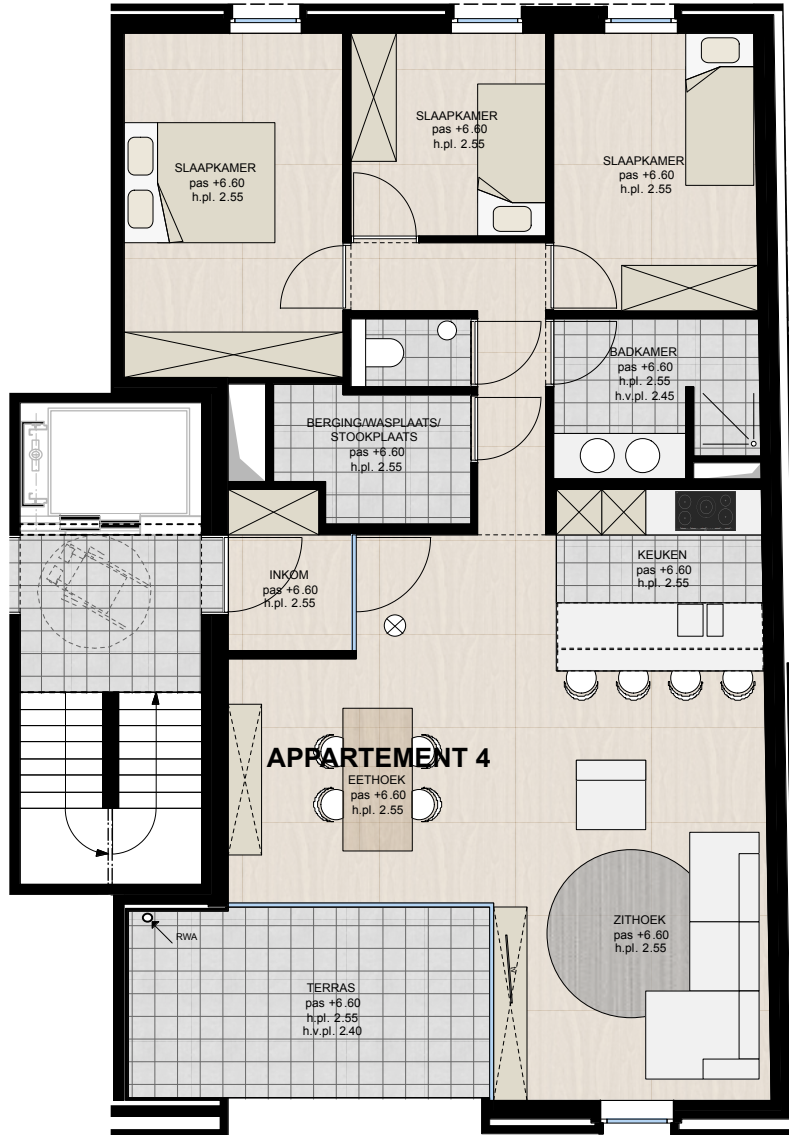 SLAAPKAMER
pas +6.60
h.pl. 2.55
SLAAPKAMER
pas +6.60
h.pl. 2.55
SLAAPKAMER
pas +6.60
h.pl. 2.55
BADKAMER
pas +6.60
h.pl. 2.55
h.v.pl. 2.45
BERGING/WASPLAATS/
STOOKPLAATS
pas +6.60
h.pl. 2.55
INKOM
pas +6.60
h.pl. 2.55
KEUKEN
pas +6.60
h.pl. 2.55
APPARTEMENT 4
EETHOEK
pas +6.60
h.pl. 2.55
ZITHOEK
pas +6.60
h.pl. 2.55
RWA
TERRAS
pas +6.60
h.pl. 2.55
h.v.pl. 2.40